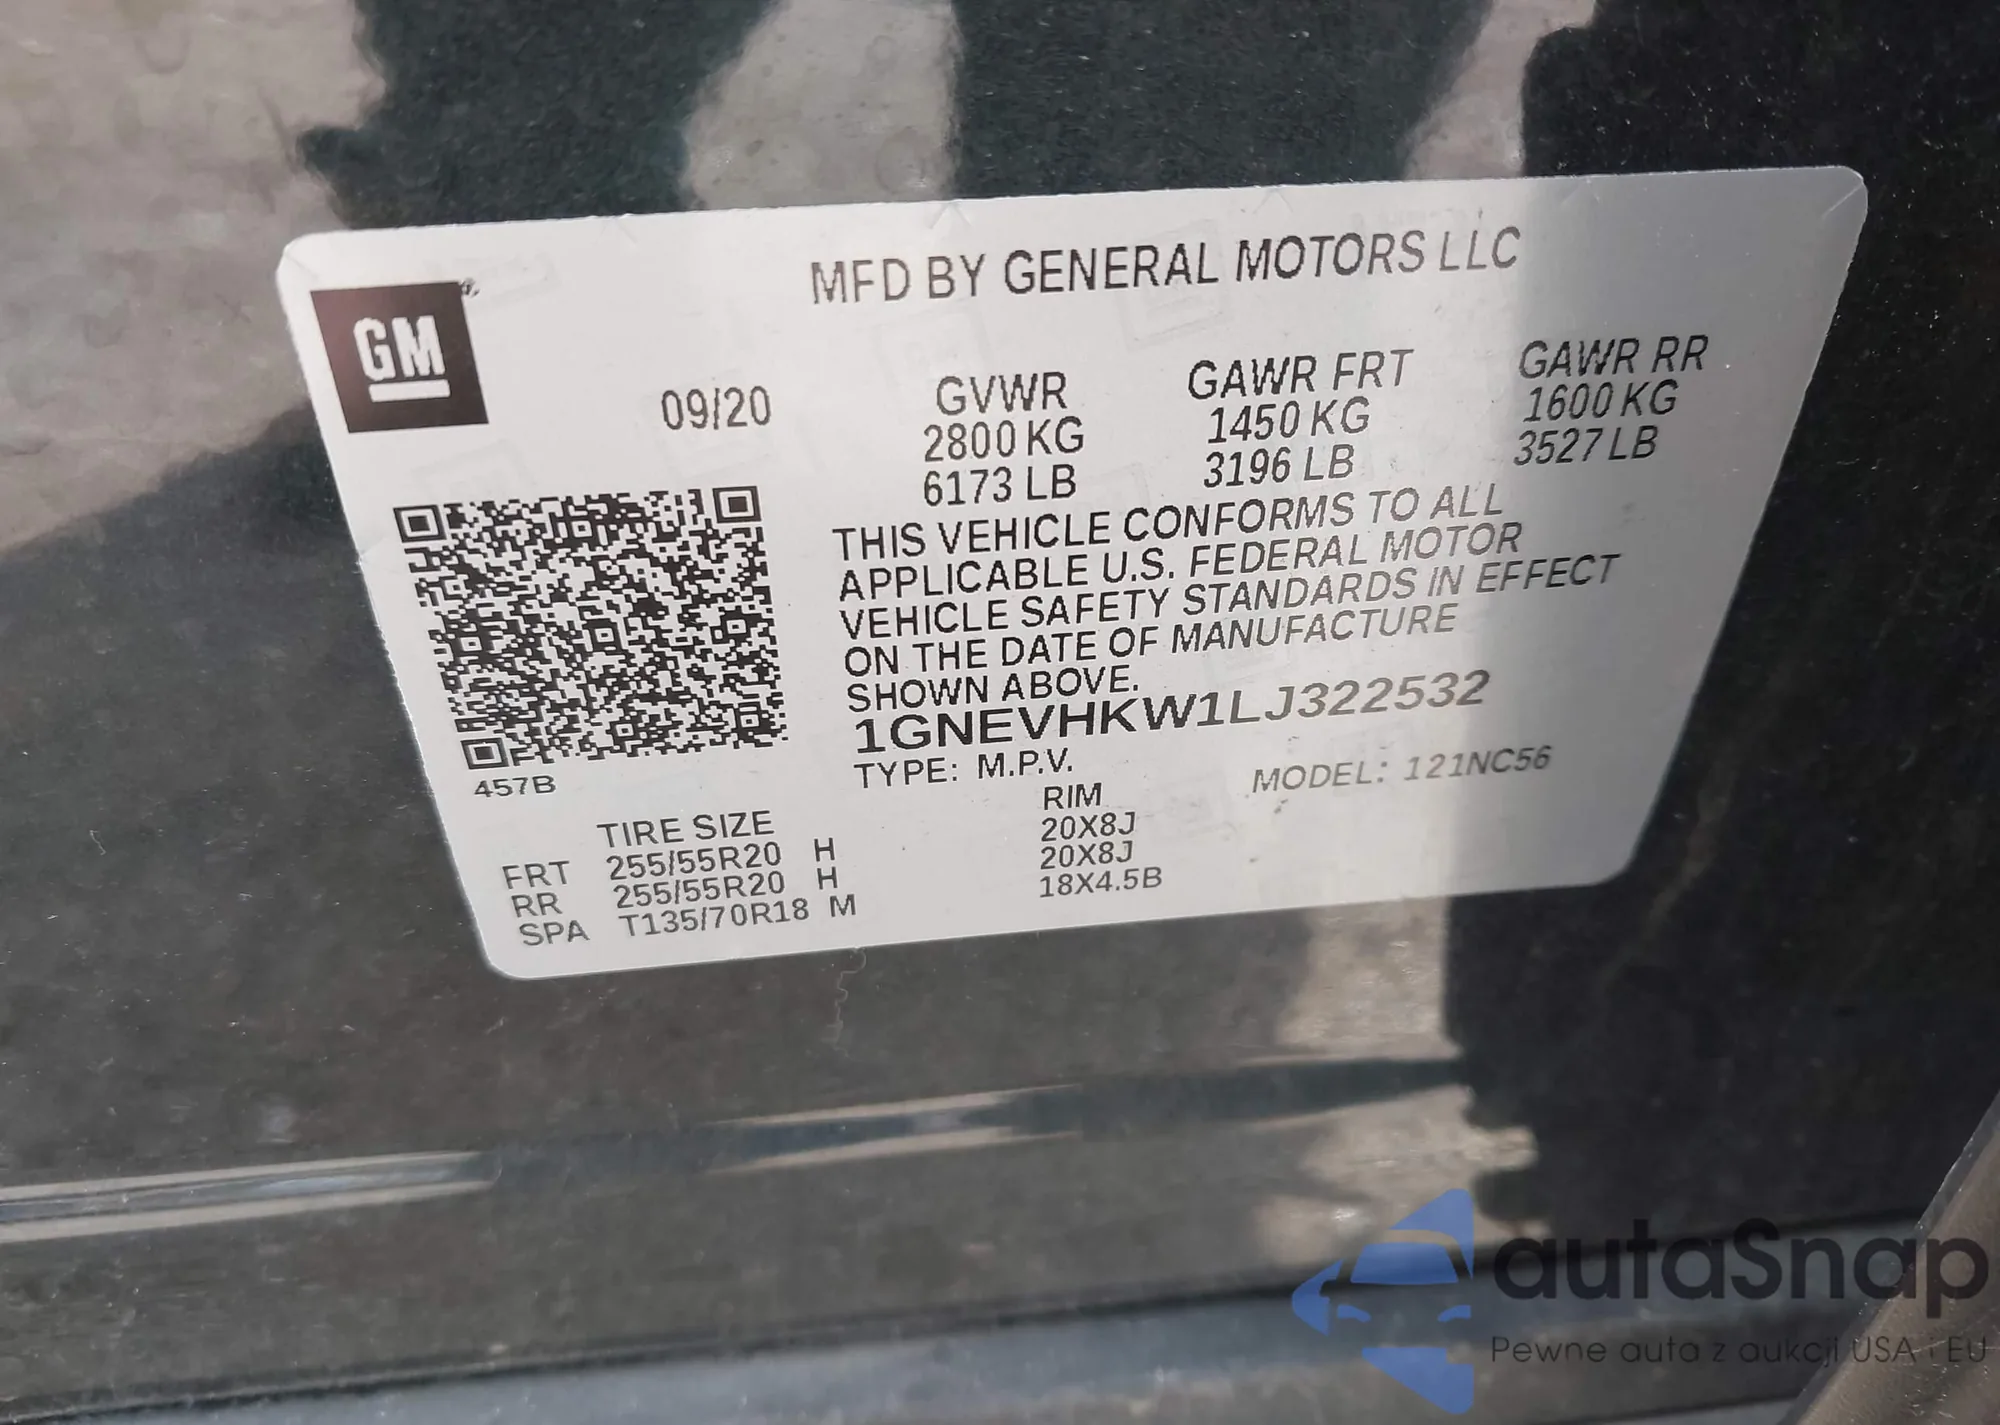 MFD BY GENERAL MOTORS LLC
GM
09/20
GVWR
2800 KG
6173 LB
GAWR FRT
1450 KG
3196 LB
GAWR RR
1600 KG
3527 LB
THIS VEHICLE CONFORMS TO ALL
APPLICABLE U.S. FEDERAL MOTOR
VEHICLE SAFETY STANDARDS IN EFFECT
ON THE DATE OF MANUFACTURE
SHOWN ABOVE.
1GNEVHKW1LJ322532
TYPE: M.P.V. MODEL: 121NC56
457B
TIRE SIZE RIM
FRT 255/55R20 H 20X8J
RR 255/55R20 H 20X8J
SPA T135/70R18 M 18X4.5B
autaSnap
Pewne auta z aukcji USA i EU